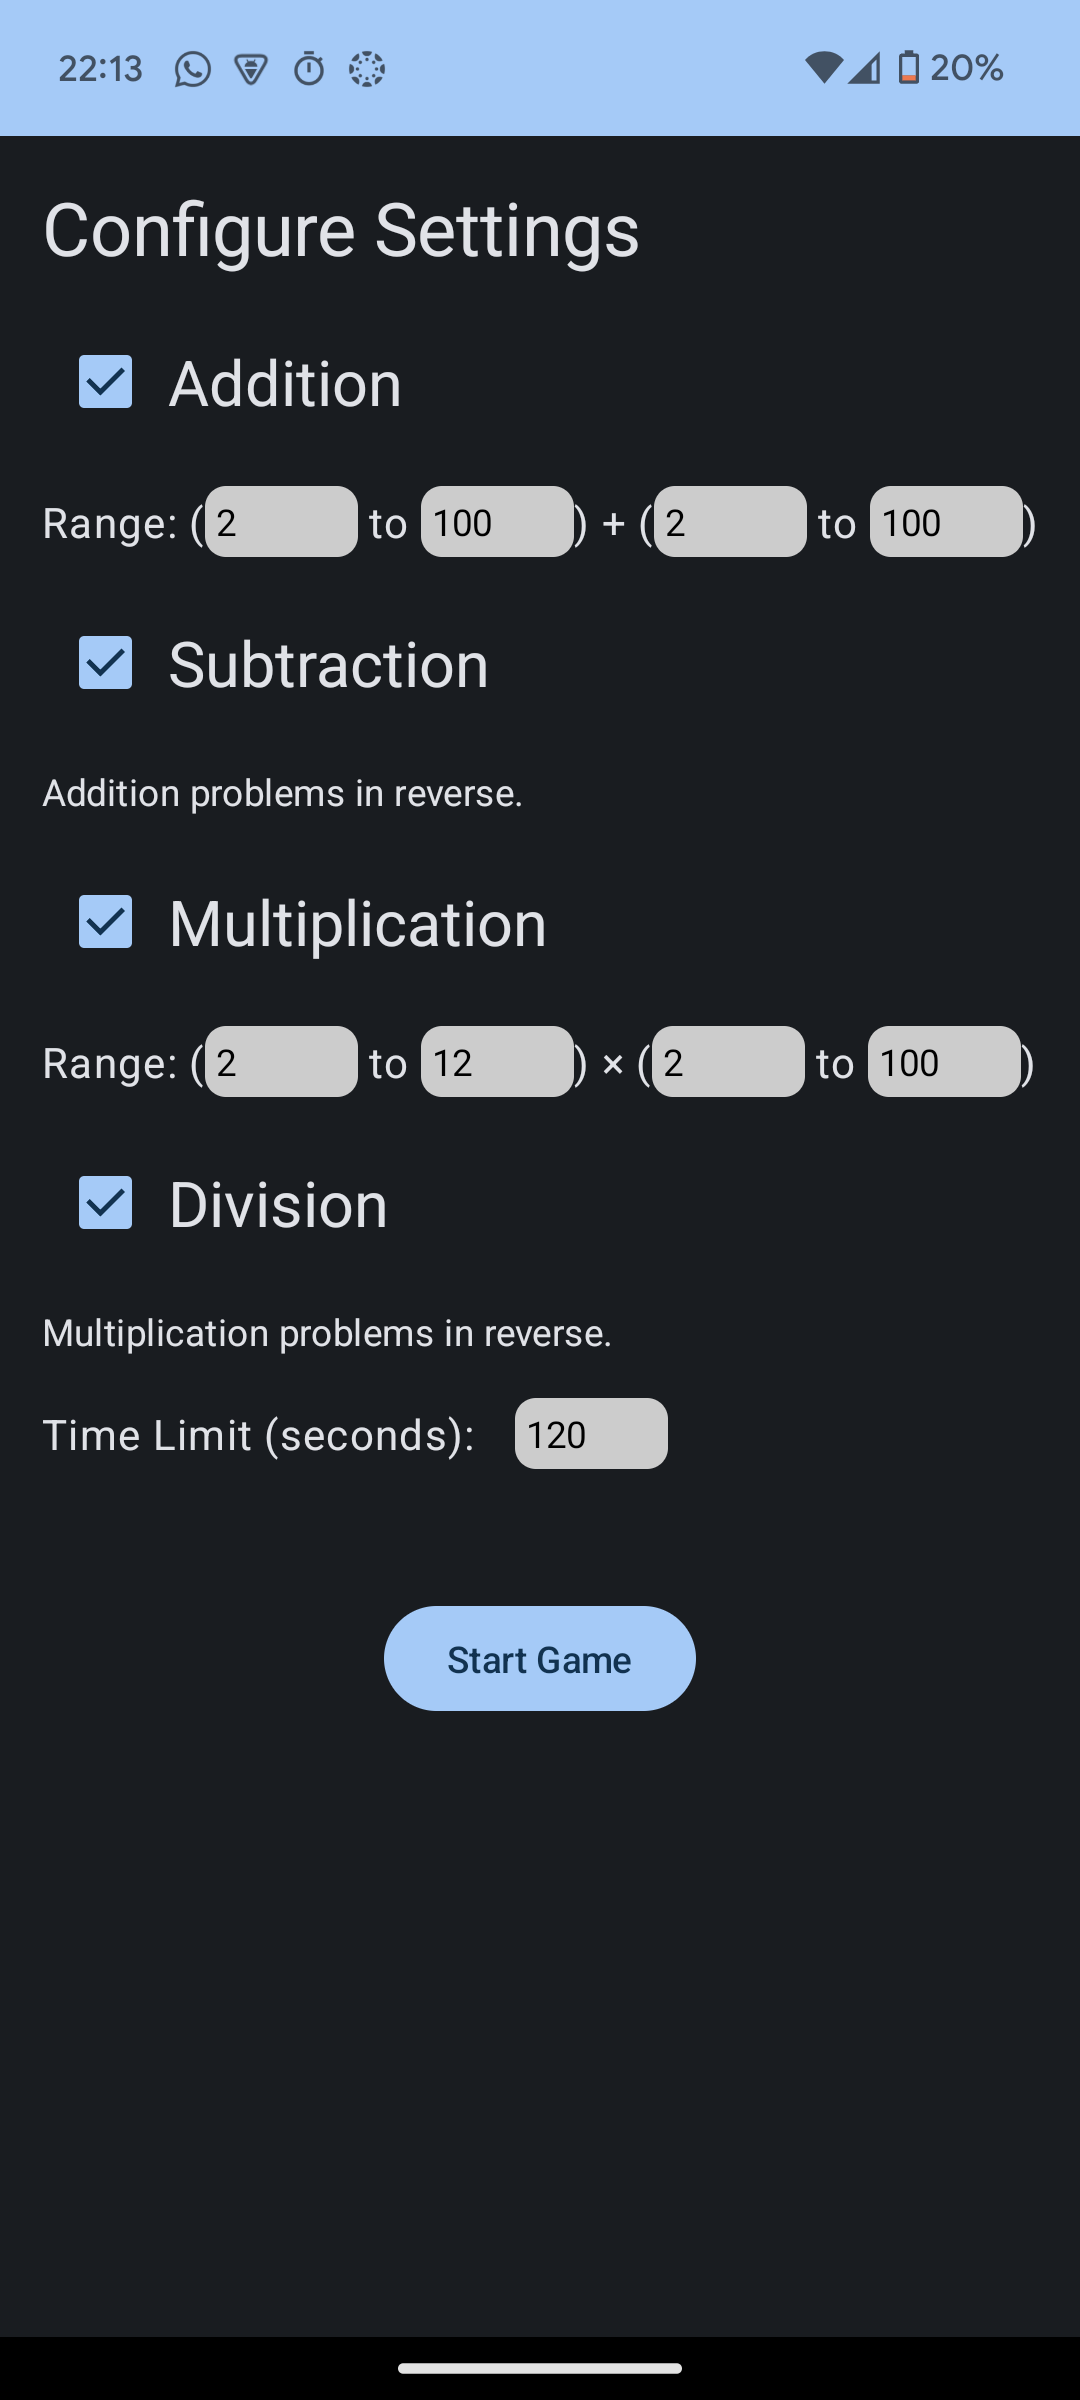 22:13 20%
Configure Settings
Addition
Range: (2 to 100) + (2 to 100)
Subtraction
Addition problems in reverse.
Multiplication
Range: (2 to 12) × (2 to 100)
Division
Multiplication problems in reverse.
Time Limit (seconds): 120
Start Game